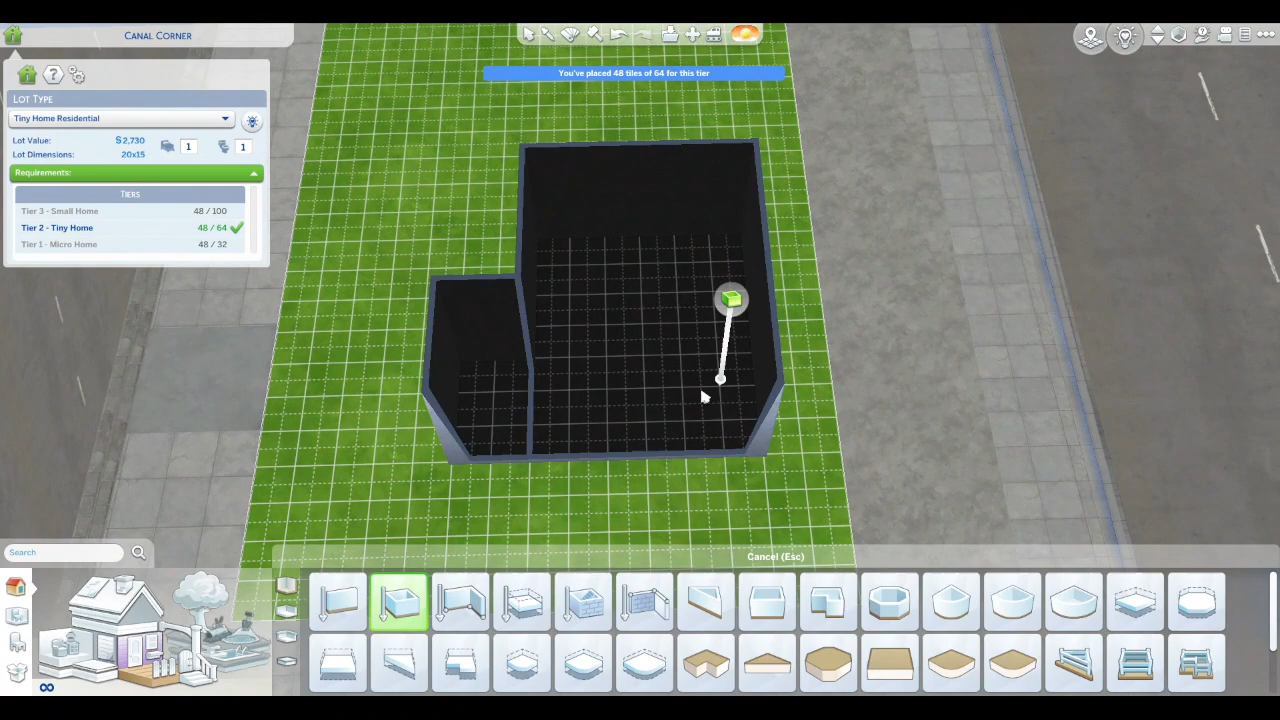 CANAL CORNER
You've placed 48 tiles of 64 for this tier
LOT TYPE
Tiny Home Residential
Lot Value: §2,730 1 1
Lot Dimensions: 20x15
Requirements:
TIERS
Tier 3 - Small Home 48 / 100
Tier 2 - Tiny Home 48 / 64
Tier 1 - Micro Home 48 / 32
Search
Cancel (Esc)